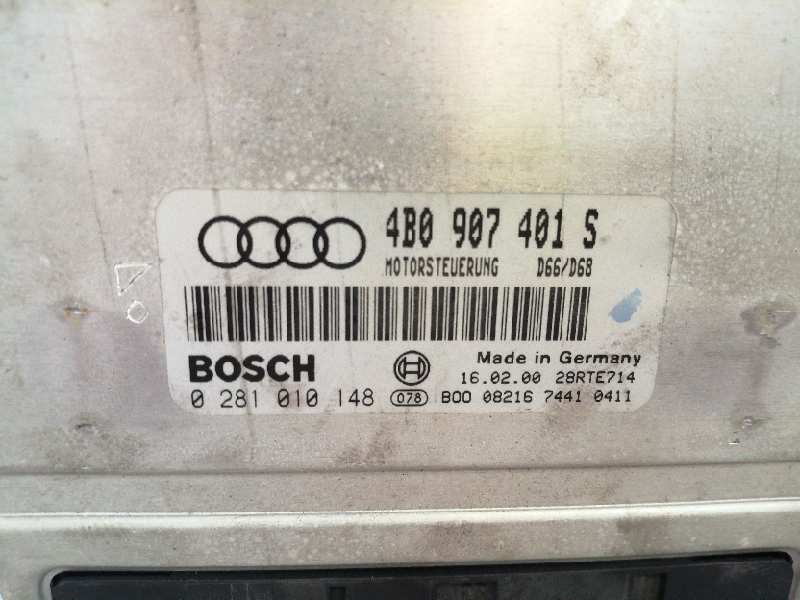 4B0 907 401 S
MOTORSTEUERUNG D66/D68
BOSCH
Made in Germany
16.02.00 28RTE714
0 281 010 148 078 B00 08216 7441 0411